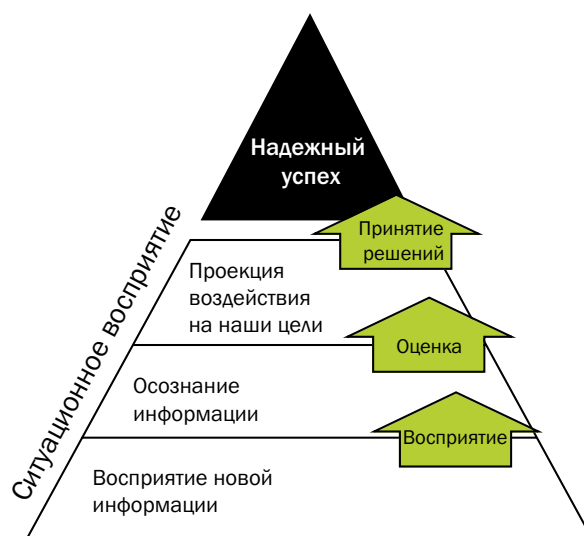 Надежный
успех
Принятие
решений
Проекция
воздействия
на наши цели
Оценка
Осознание
информации
Восприятие
Восприятие новой
информации
Ситуационное восприятие